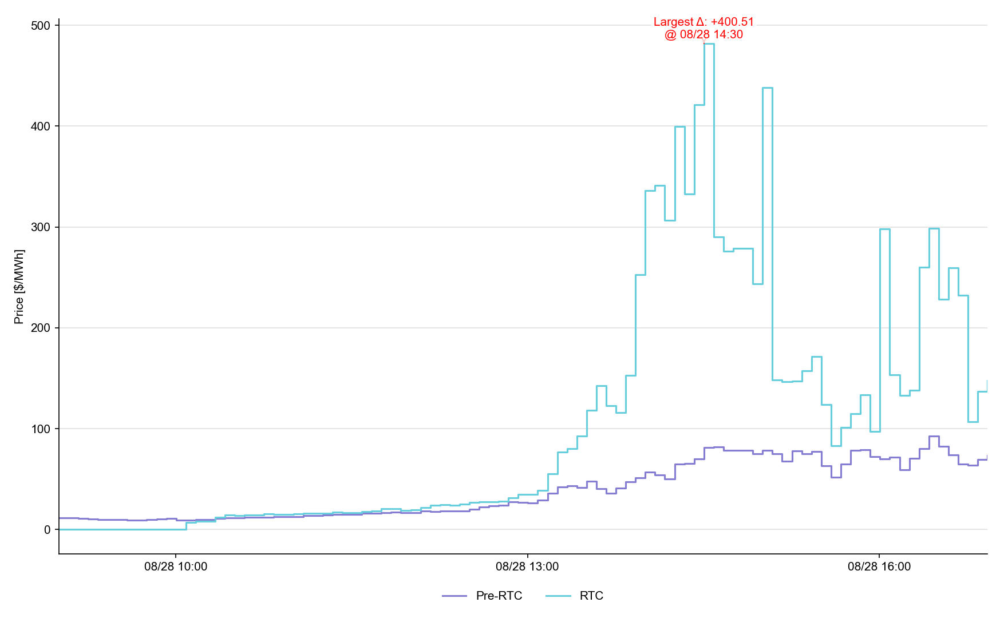 Largest Δ: +400.51
@ 08/28 14:30
500
400
300
200
100
0
Price [$/MWh]
08/28 10:00
08/28 13:00
08/28 16:00
Pre-RTC
RTC